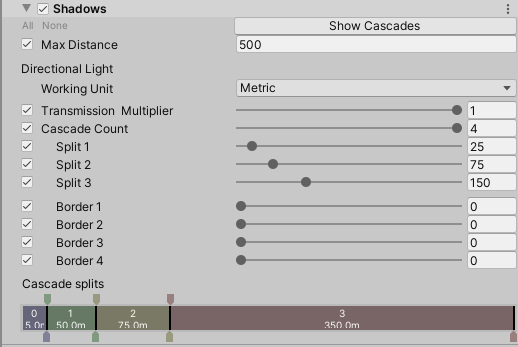 Shadows
All None
Show Cascades
Max Distance 500
Directional Light
Working Unit Metric
Transmission Multiplier 1
Cascade Count 4
Split 1 25
Split 2 75
Split 3 150
Border 1 0
Border 2 0
Border 3 0
Border 4 0
Cascade splits
0 1 2 3
50.0m 75.0m 350.0m